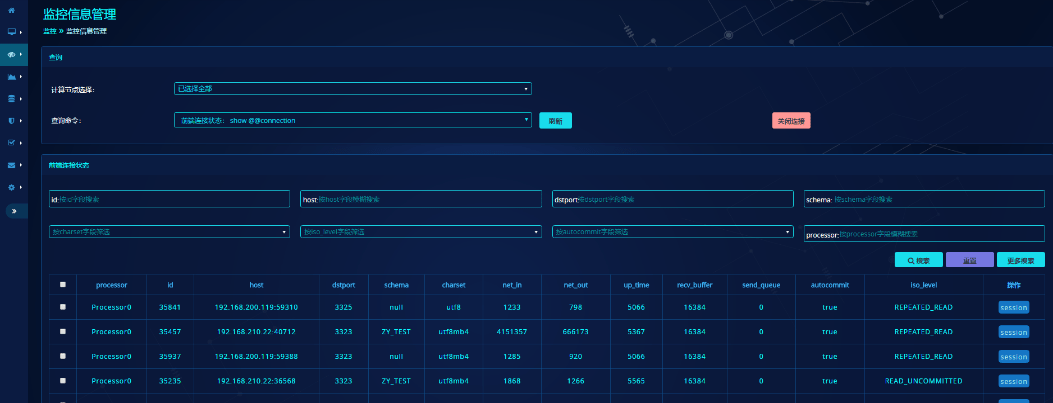 监控信息管理
监控 » 监控信息管理
查询
计算节点选择: 已选择全部
查询命令: 前端连接状态: show @@connection 刷新 关闭连接
前端连接状态
id:按id字段搜索 host:按host字段模糊搜索 dstport:按dstport字段搜索 schema: 按schema字段搜索
按charset字段筛选 按iso_level字段筛选 按autocommit字段筛选 processor:按processor字段模糊搜索
搜索 重置 更多搜索
processor id host dstport schema charset net_in net_out up_time recv_buffer send_queue autocommit iso_level 操作
Processor0 35841 192.168.200.119:59310 3325 null utf8 1233 798 5066 16384 0 true REPEATED_READ session
Processor0 35457 192.168.210.22:40712 3323 ZY_TEST utf8mb4 4151357 666173 5367 16384 0 true REPEATED_READ session
Processor0 35937 192.168.200.119:59388 3323 null utf8mb4 1285 920 5066 16384 0 true REPEATED_READ session
Processor0 35235 192.168.210.22:36568 3323 ZY_TEST utf8mb4 1868 1266 5565 16384 0 true READ_UNCOMMITTED session